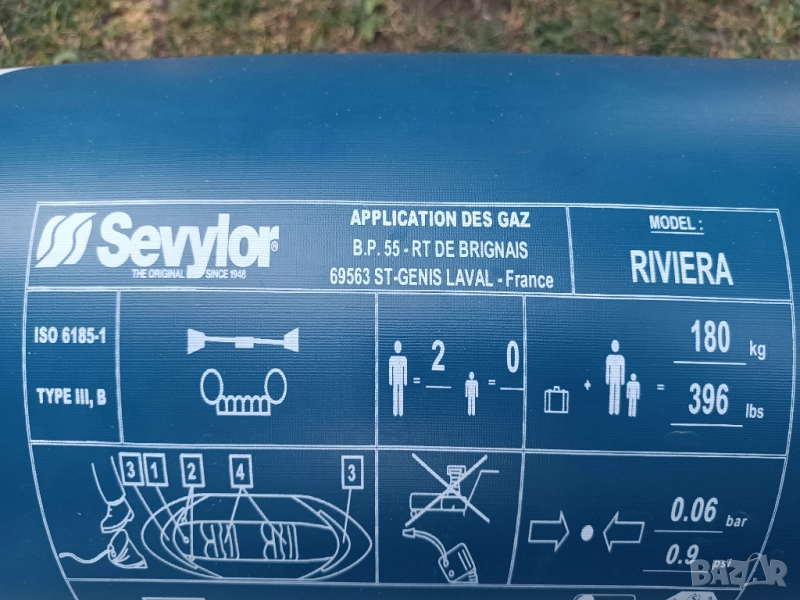 Sevylor®
THE ORIGINAL SINCE 1948
APPLICATION DES GAZ
B.P. 55 - RT DE BRIGNAIS
69563 ST-GENIS LAVAL - France
MODEL :
RIVIERA
ISO 6185-1
TYPE III, B
= 2
= 0
+ = 180 kg
396 lbs
3 1 2 4 3
0.06 bar
0.9 psi
BAZAR